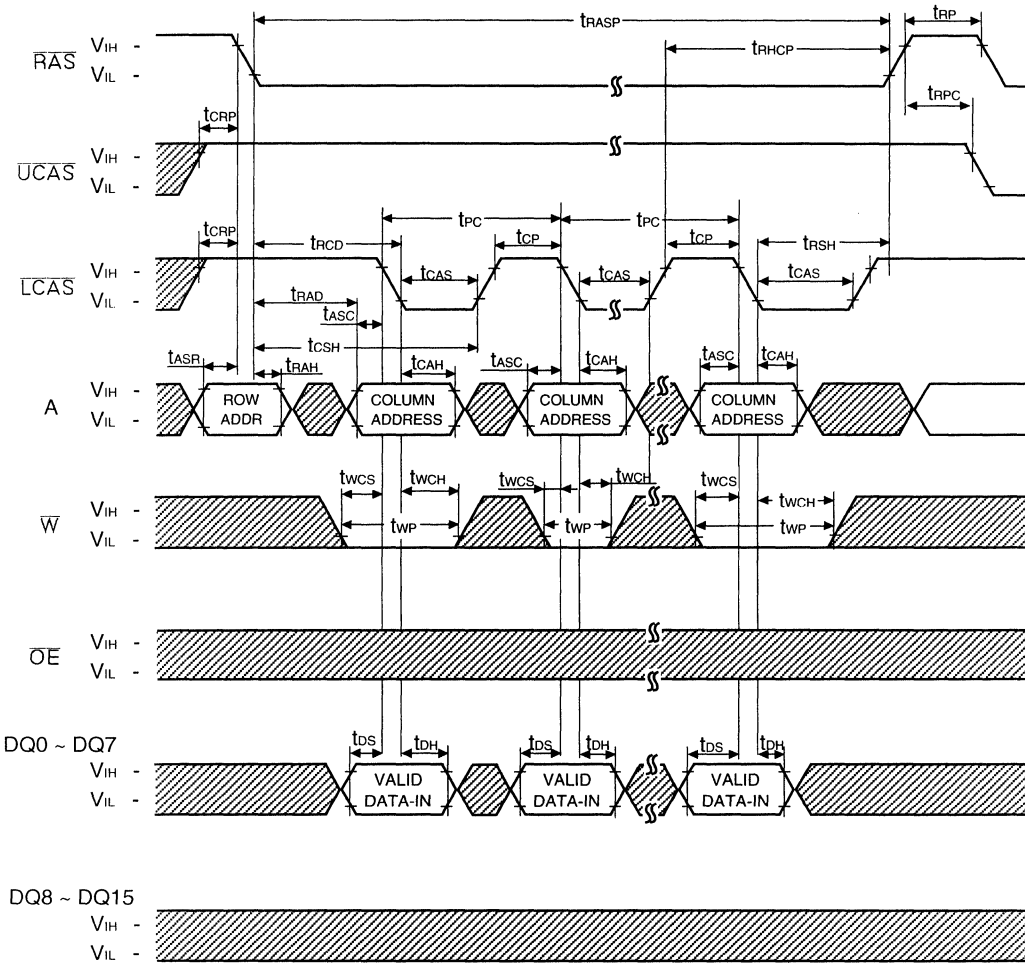 tRASP tRP
RAS VIH - tRHCP
VIL -
tCRP tRPC
UCAS VIH -
VIL -
tPC tPC
tCRP tRCD tCP tCP tRSH
LCAS VIH - tCAS tCAS tCAS
VIL -
tRAD
tASC
tCSH
tASR tRAH tCAH tASC tCAH tASC tCAH
A VIH - ROW COLUMN COLUMN COLUMN
VIL - ADDR ADDRESS ADDRESS ADDRESS
tWCS tWCH tWCS tWCH tWCS tWCH
W VIH - tWP tWP tWP
VIL -
OE VIH -
VIL -
DQ0 ~ DQ7 tDS tDH tDS tDH tDS tDH
VIH - VALID VALID VALID
VIL - DATA-IN DATA-IN DATA-IN
DQ8 ~ DQ15
VIH -
VIL -